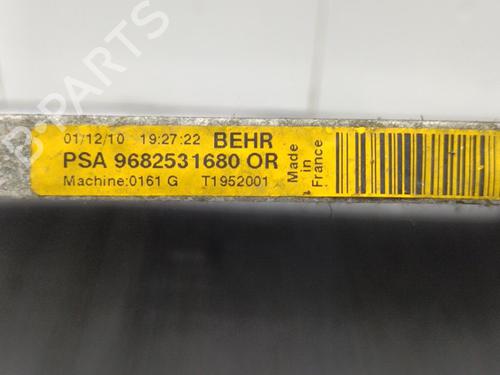 01/12/10 19:27:22 BEHR
PSA 9682531680 OR
Machine:0161 G T1952001
Made in France
B-PARTS